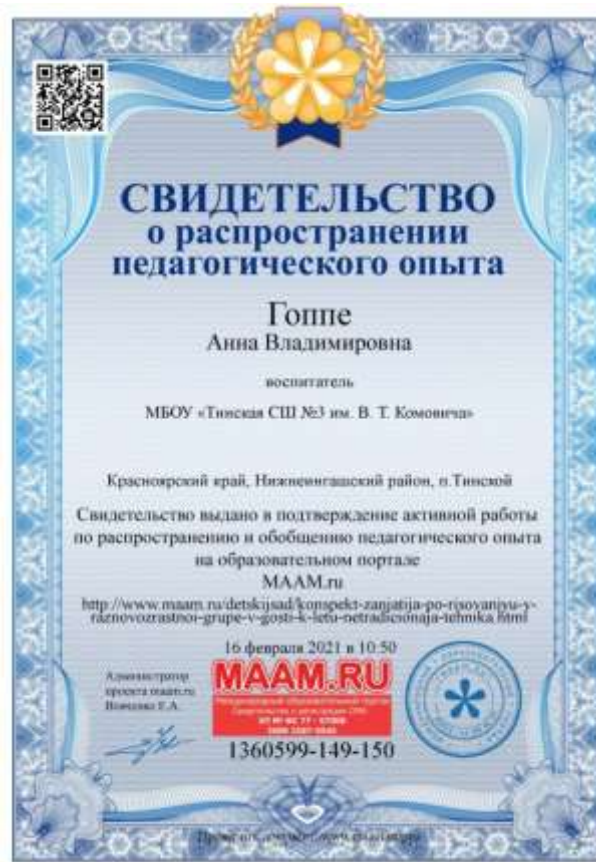 СВИДЕТЕЛЬСТВО
о распространении
педагогического опыта
Гоппе
Анна Владимировна
воспитатель
МБОУ «Тинская СШ №3 им. В. Т. Комовича»
Красноярский край, Нижнеингашский район, п.Тинской
Свидетельство выдано в подтверждение активной работы
по распространению и обобщению педагогического опыта
на образовательном портале
MAAM.ru
http://www.maam.ru/detskijsad/konspekt-zanjatija-po-risovaniyu-v-
raznovozrastnoi-grupe-v-gosti-k-letu-netradicionaja-tehnika.html
16 февраля 2021 в 10:50
Администратор
проекта maam.ru
MAAM.RU
Международный образовательный портал
1360599-149-150